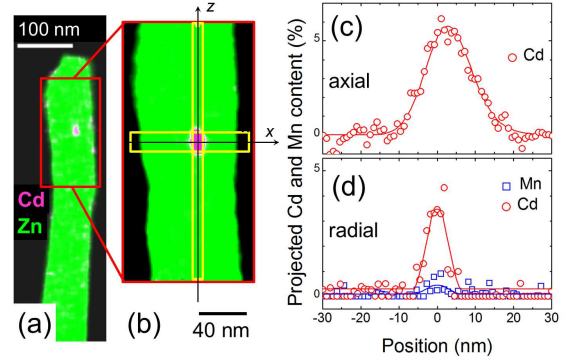 100 nm
Cd
Zn
(a)
z
x
(b)
40 nm
Projected Cd and Mn content (%)
(c)
Cd
axial
5
0
(d)
Mn
Cd
radial
5
0
-30 -20 -10 0 10 20 30
Position (nm)